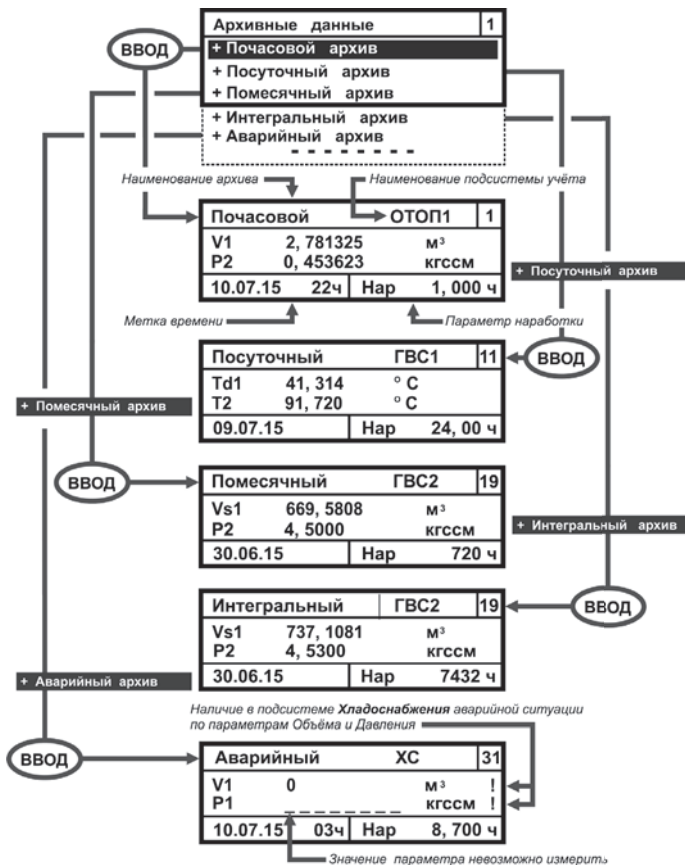 Архивные данные 1
ВВОД
+ Почасовой архив
+ Посуточный архив
+ Помесячный архив
+ Интегральный архив
+ Аварийный архив
Наименование архива
Наименование подсистемы учёта
Почасовой ОТОП1 1
V1 2, 781325 м³
P2 0, 453623 кгссм
10.07.15 22ч Нар 1, 000 ч
+ Посуточный архив
Метка времени
Параметр наработки
Посуточный ГВС1 11
ВВОД
Td1 41, 314 ° С
T2 91, 720 ° С
09.07.15 Нар 24, 00 ч
+ Помесячный архив
ВВОД
Помесячный ГВС2 19
Vs1 669, 5808 м³
P2 4, 5000 кгссм
30.06.15 Нар 720 ч
+ Интегральный архив
Интегральный ГВС2 19
ВВОД
Vs1 737, 1081 м³
P2 4, 5300 кгссм
30.06.15 Нар 7432 ч
+ Аварийный архив
Наличие в подсистеме Хладоснабжения аварийной ситуации
по параметрам Объёма и Давления
ВВОД
Аварийный ХС 31
V1 0 м³ !
P1 _ _ _ _ _ _ _ _ кгссм !
10.07.15 03ч Нар 8, 700 ч
Значение параметра невозможно измерить